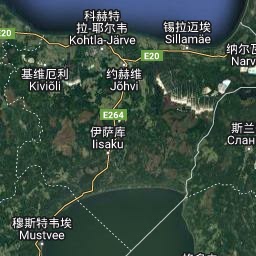 科赫特
拉-耶尔韦
Kohtla-Järve
锡拉迈埃
Sillamäe
E20
E20
纳尔瓦
Narv
基维厄利
Kiviõli
约赫维
Jõhvi
E264
伊萨库
Iisaku
斯兰
Слан
穆斯特韦埃
Mustvee